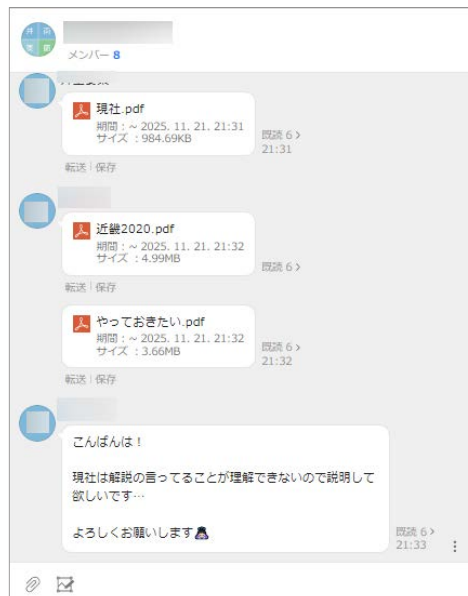 メンバー 8
現社.pdf
期間 : ~ 2025. 11. 21. 21:31
サイズ : 984.69KB
既読 6 >
21:31
転送 | 保存
近畿2020.pdf
期間 : ~ 2025. 11. 21. 21:32
サイズ : 4.99MB
既読 6 >
転送 | 保存
やっておきたい.pdf
期間 : ~ 2025. 11. 21. 21:32
サイズ : 3.66MB
既読 6 >
21:32
転送 | 保存
こんばんは！
現社は解説の言ってることが理解できないので説明して
欲しいです…
よろしくお願いします
既読 6 >
21:33